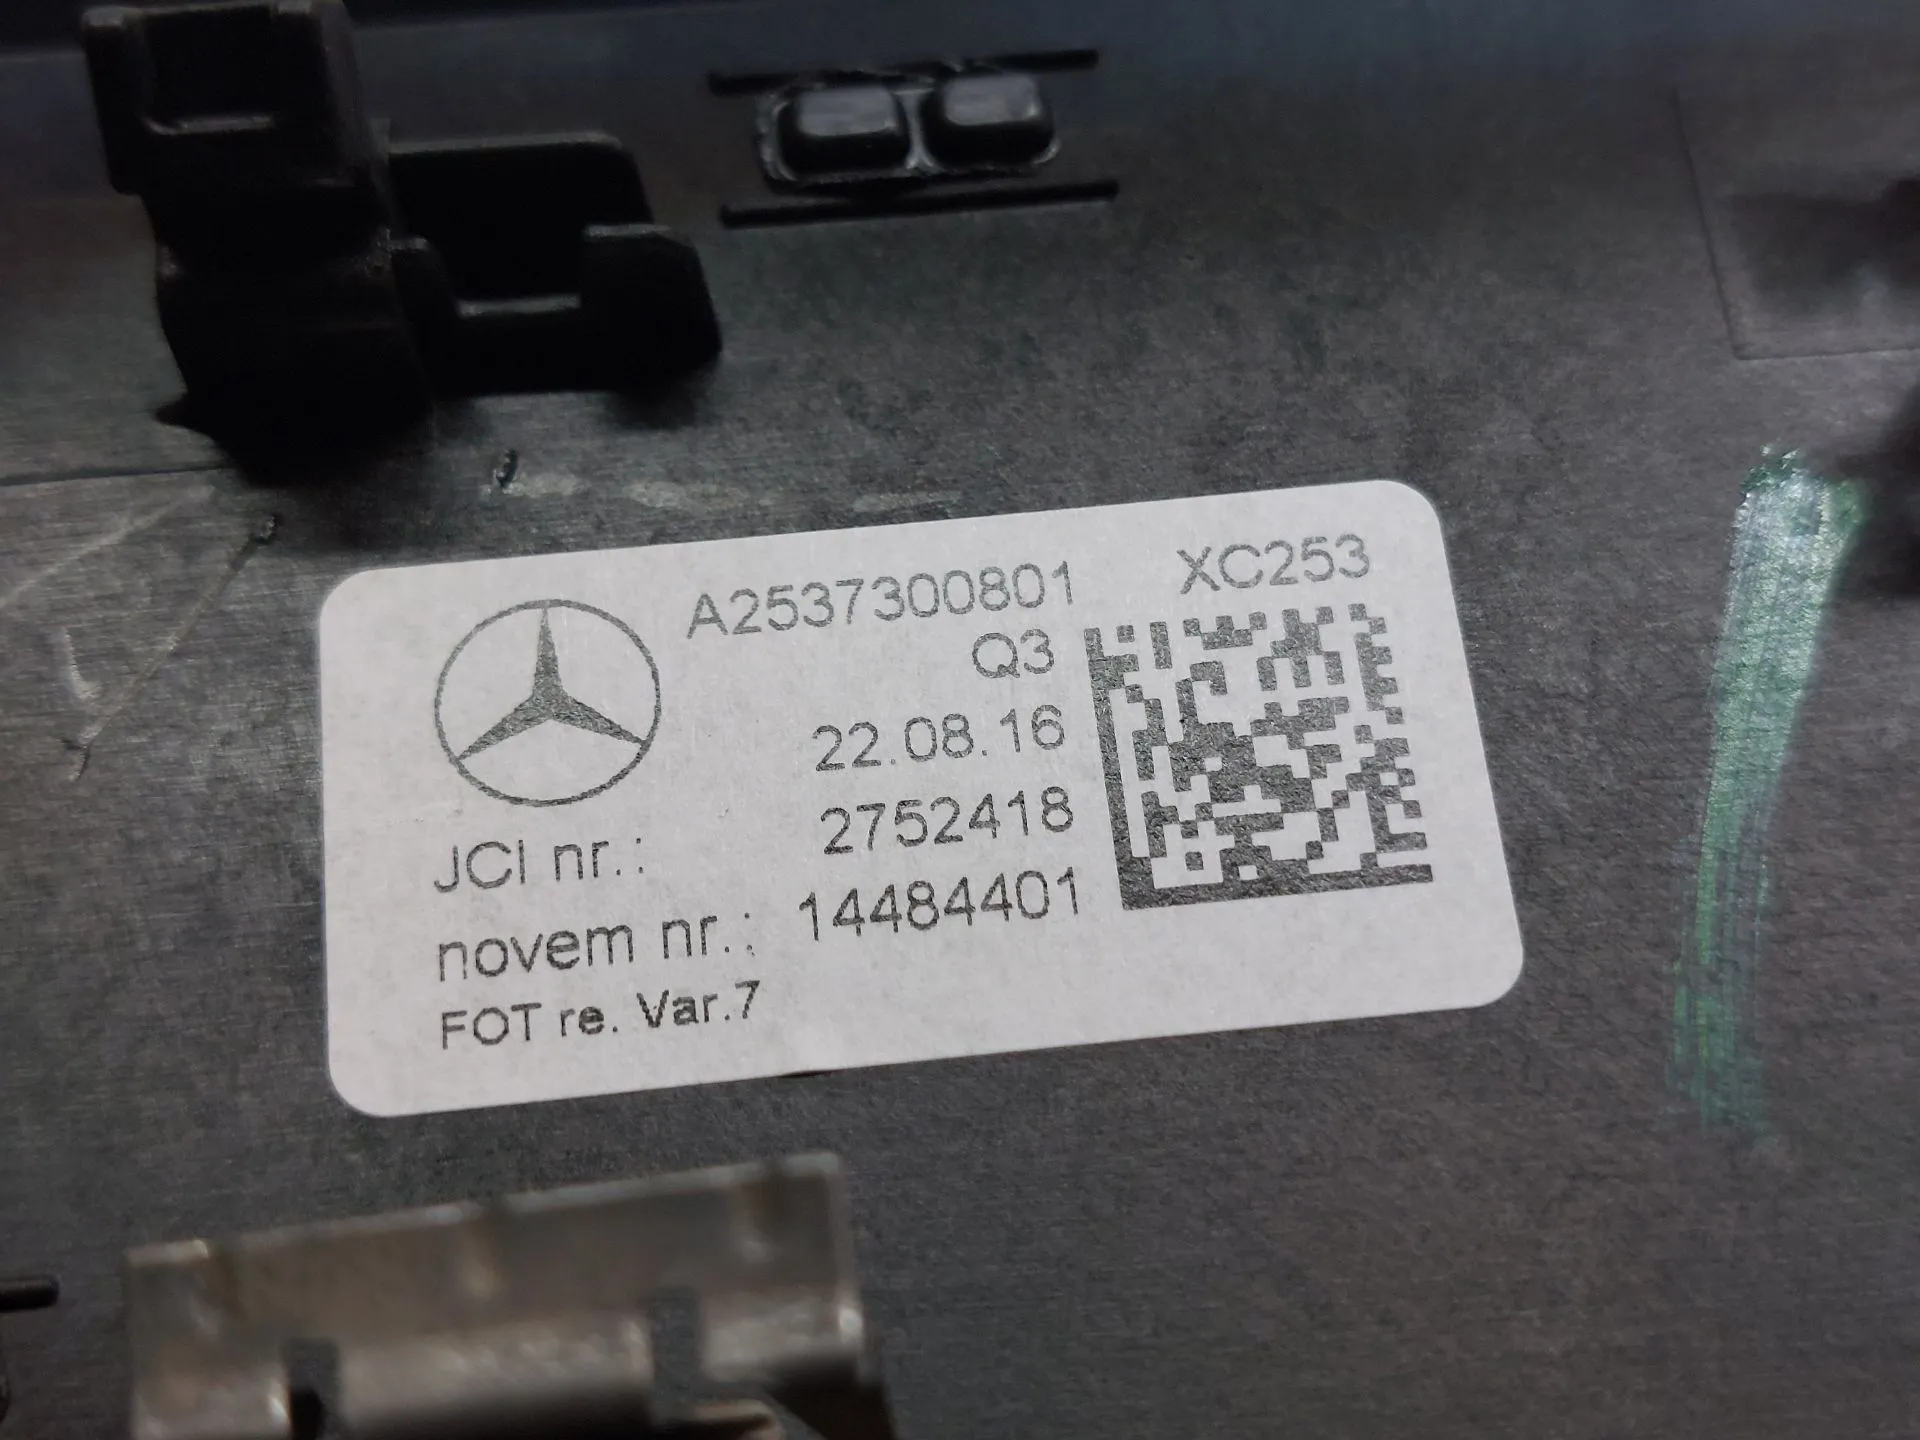 A2537300801 XC253
Q3
22.08.16
JCI nr.: 2752418
novem nr.: 14484401
FOT re. Var.7